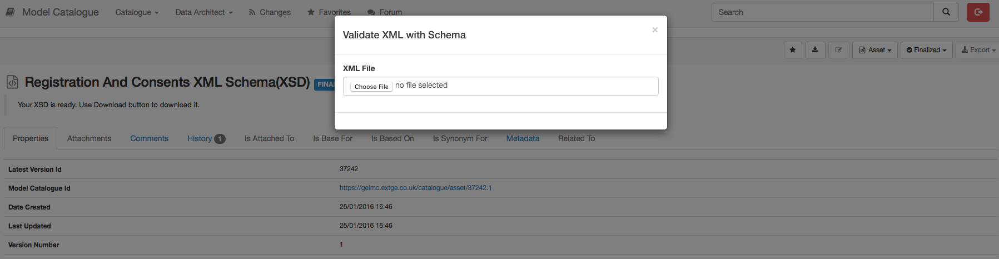 Model Catalogue Catalogue Data Architect Changes Favorites Forum Search
Validate XML with Schema ×
Asset Finalized Export
XML File
Choose File no file selected
Registration And Consents XML Schema(XSD)
Your XSD is ready. Use Download button to download it.
Properties Attachments Comments History 1 Is Attached To Is Base For Is Based On Is Synonym For Metadata Related To
Latest Version Id 37242
Model Catalogue Id https://gelmc.extge.co.uk/catalogue/asset/37242.1
Date Created 25/01/2016 16:46
Last Updated 25/01/2016 16:46
Version Number 1